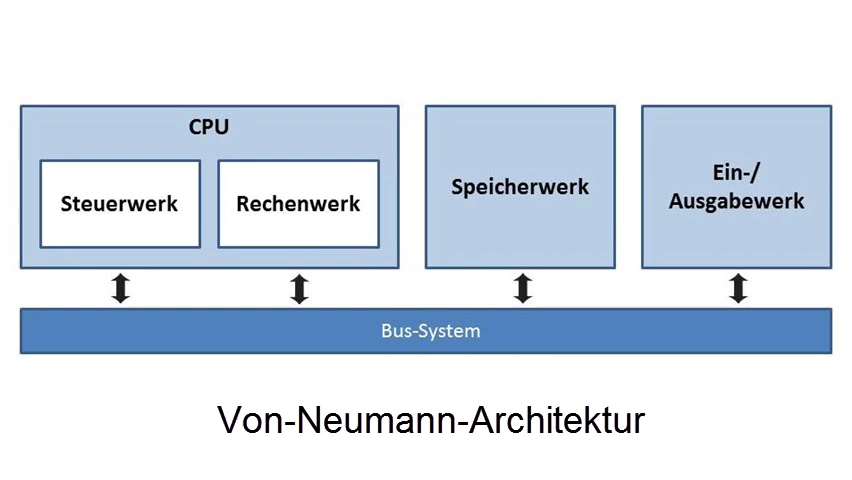 CPU
Steuerwerk
Rechenwerk
Speicherwerk
Ein-/
Ausgabewerk
Bus-System
Von-Neumann-Architektur